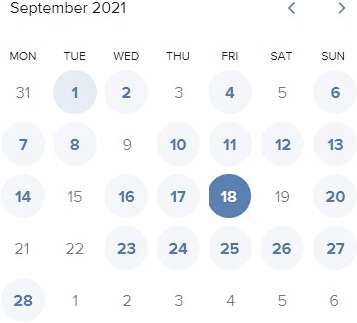 September 2021
MON TUE WED THU FRI SAT SUN
31 1 2 3 4 5 6
7 8 9 10 11 12 13
14 15 16 17 18 19 20
21 22 23 24 25 26 27
28 1 2 3 4 5 6